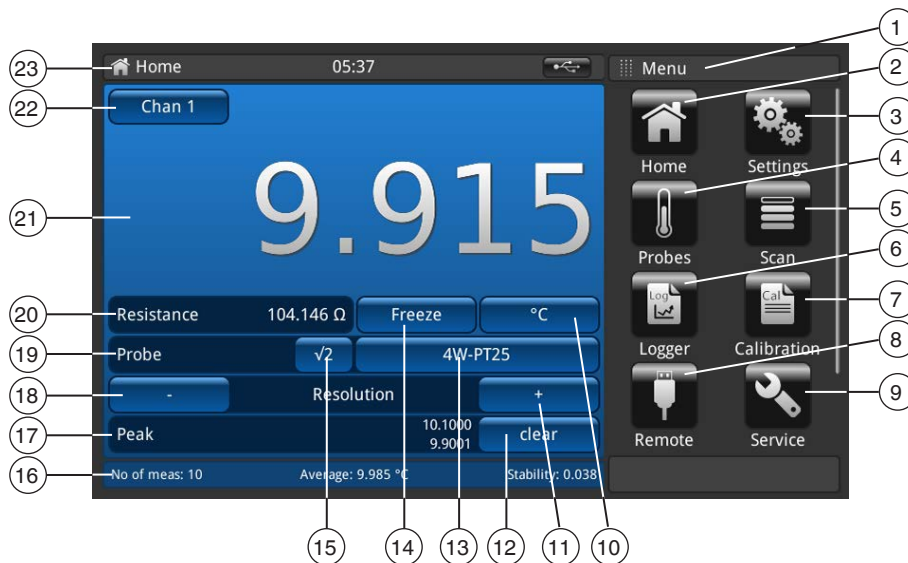 1
23 Home 05:37 Menu
2
22 Chan 1
3
Home Settings
4
21 9.915
5
Probes Scan
6
20 Resistance 104.146 Ω Freeze °C
Log Cal
7
Logger Calibration
19 Probe √2 4W-PT25
8
18 - Resolution +
9
17 Peak 10.1000 9.9001 clear
Remote Service
16 No of meas: 10 Average: 9.985 °C Stability: 0.038
15 14 13 12 11 10